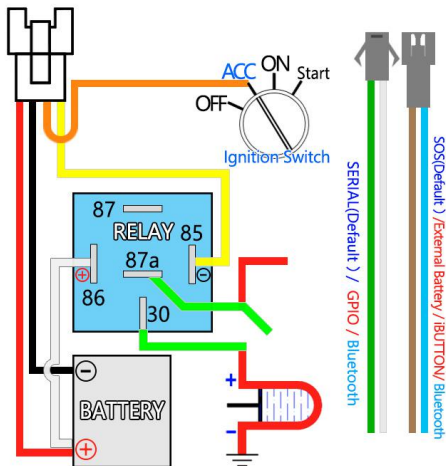 ON
ACC
Start
OFF
Ignition Switch
87
RELAY
85
87a
+
-
86
30
-
BATTERY
+
+
-
SERIAL(Default) / GPIO / Bluetooth
SOS(Default)/External Battery / iBUTTON/ Bluetooth